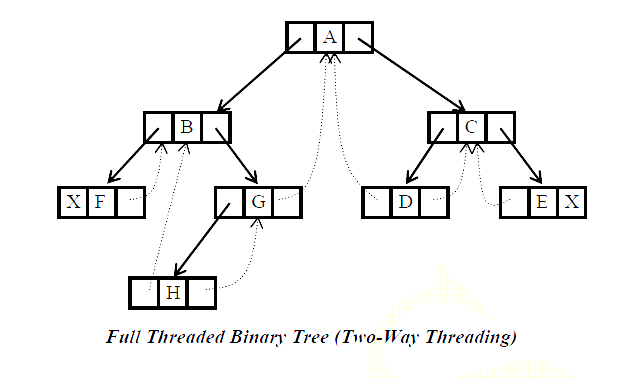 A
B
C
X F
G
D
E X
H
Full Threaded Binary Tree (Two-Way Threading)